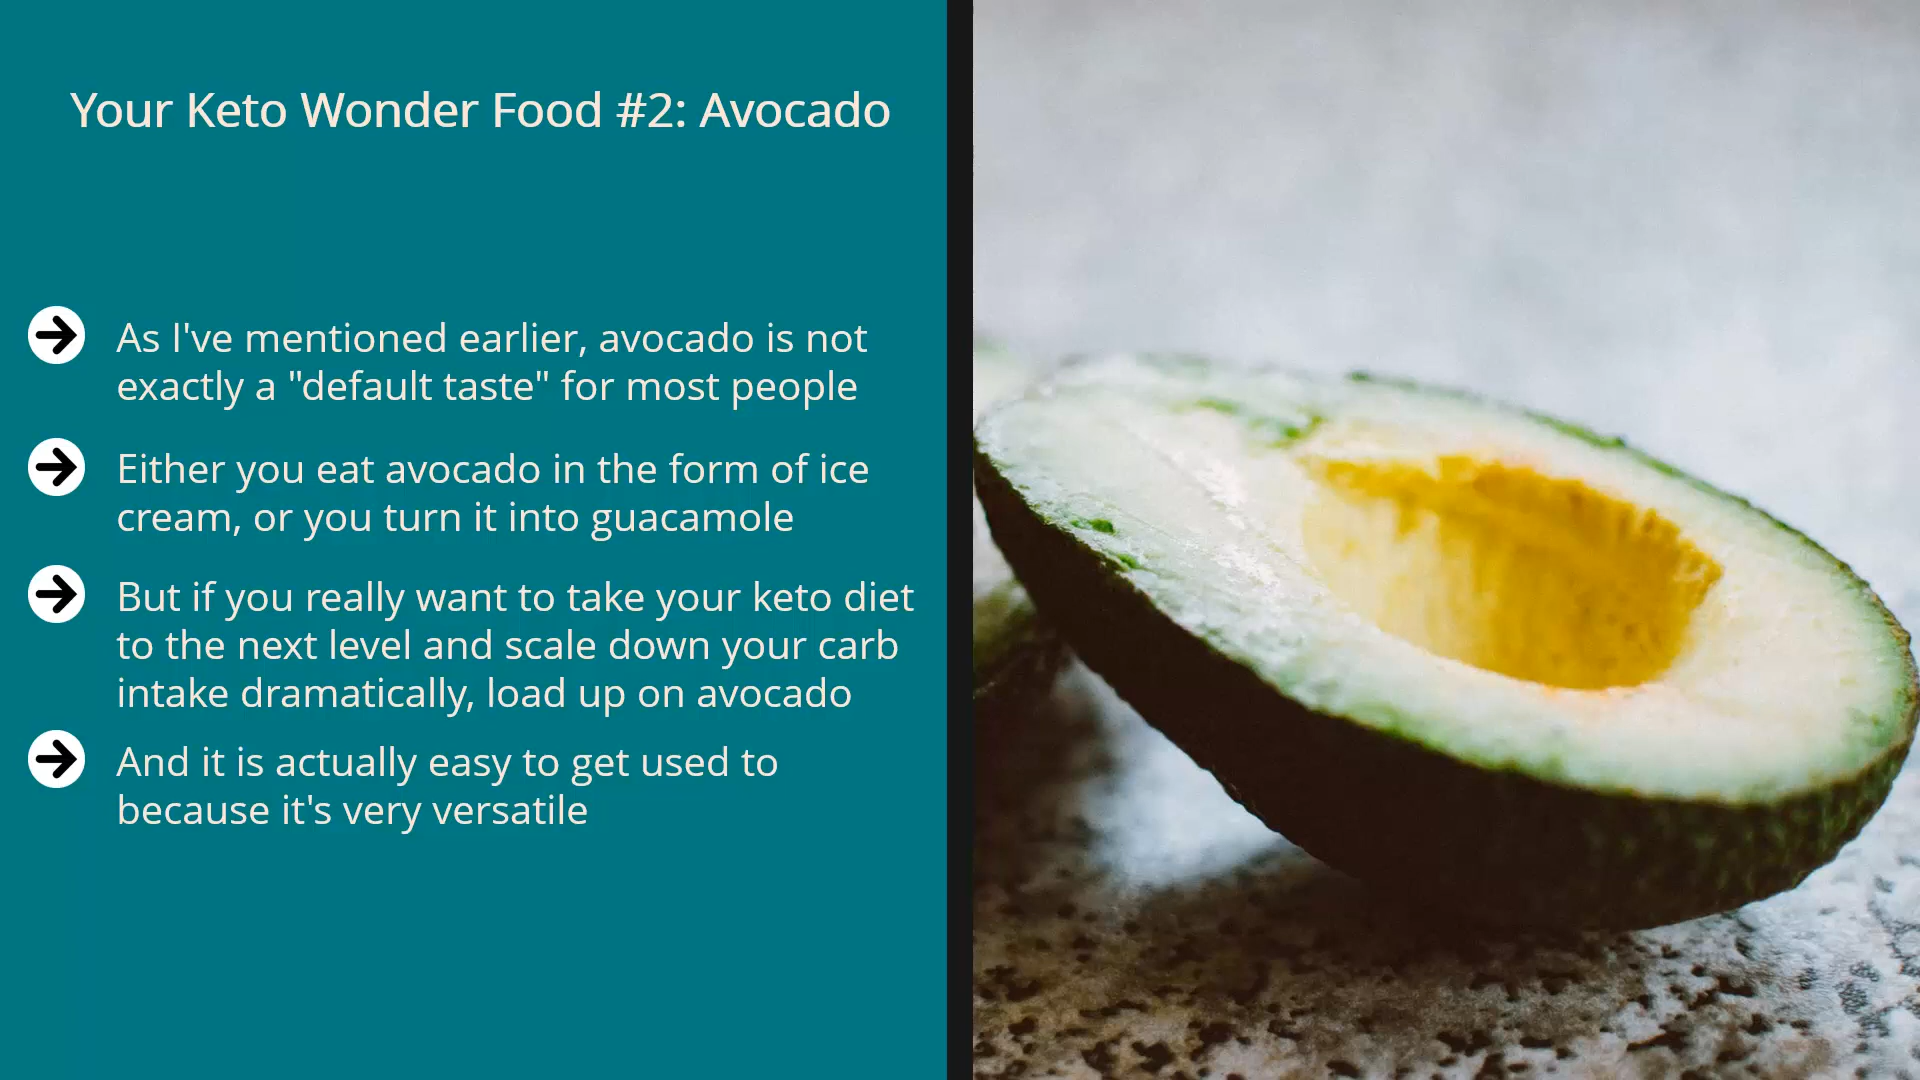 Your Keto Wonder Food #2: Avocado
As I've mentioned earlier, avocado is not
exactly a "default taste" for most people
Either you eat avocado in the form of ice
cream, or you turn it into guacamole
But if you really want to take your keto diet
to the next level and scale down your carb
intake dramatically, load up on avocado
And it is actually easy to get used to
because it's very versatile